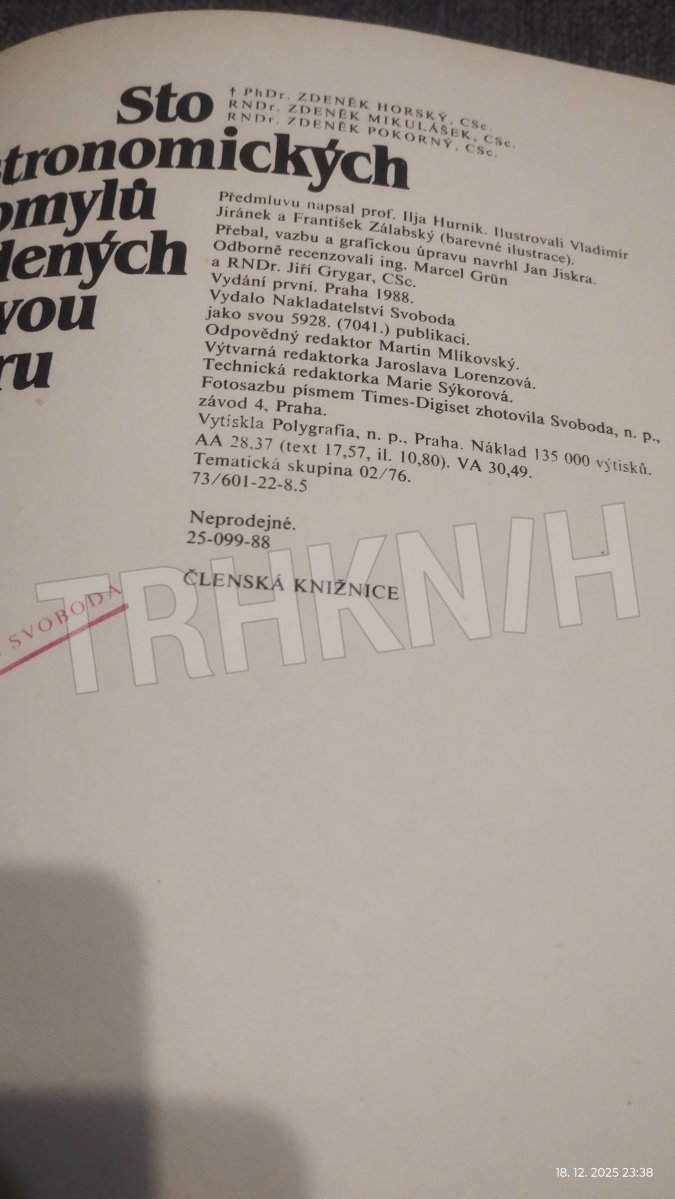 Sto
tronomických
omylů
dených
vou
ru
† PhDr. ZDENĚK HORSKÝ, CSc.
RNDr. ZDENĚK MIKULÁŠEK, CSc.
RNDr. ZDENĚK POKORNÝ, CSc.
Předmluvu napsal prof. Ilja Hurník. Ilustrovali Vladimír
Jiránek a František Zálabský (barevné ilustrace).
Přebal, vazbu a grafickou úpravu navrhl Jan Jiskra.
Odborně recenzovali ing. Marcel Grün
a RNDr. Jiří Grygar, CSc.
Vydání první. Praha 1988.
Vydalo Nakladatelství Svoboda
jako svou 5928. (7041.) publikaci.
Odpovědný redaktor Martin Mlíkovský.
Výtvarná redaktorka Jaroslava Lorenzová.
Technická redaktorka Marie Sýkorová.
Fotosazbu písmem Times-Digiset zhotovila Svoboda, n. p.,
závod 4, Praha.
Vytiskla Polygrafia, n. p., Praha. Náklad 135 000 výtisků.
AA 28.37 (text 17,57, il. 10,80). VA 30,49.
Tematická skupina 02/76.
73/601-22-8.5
Neprodejné.
25-099-88
ČLENSKÁ KNIŽNICE
SVOBODA
TRHKNIH
18. 12. 2025 23:38